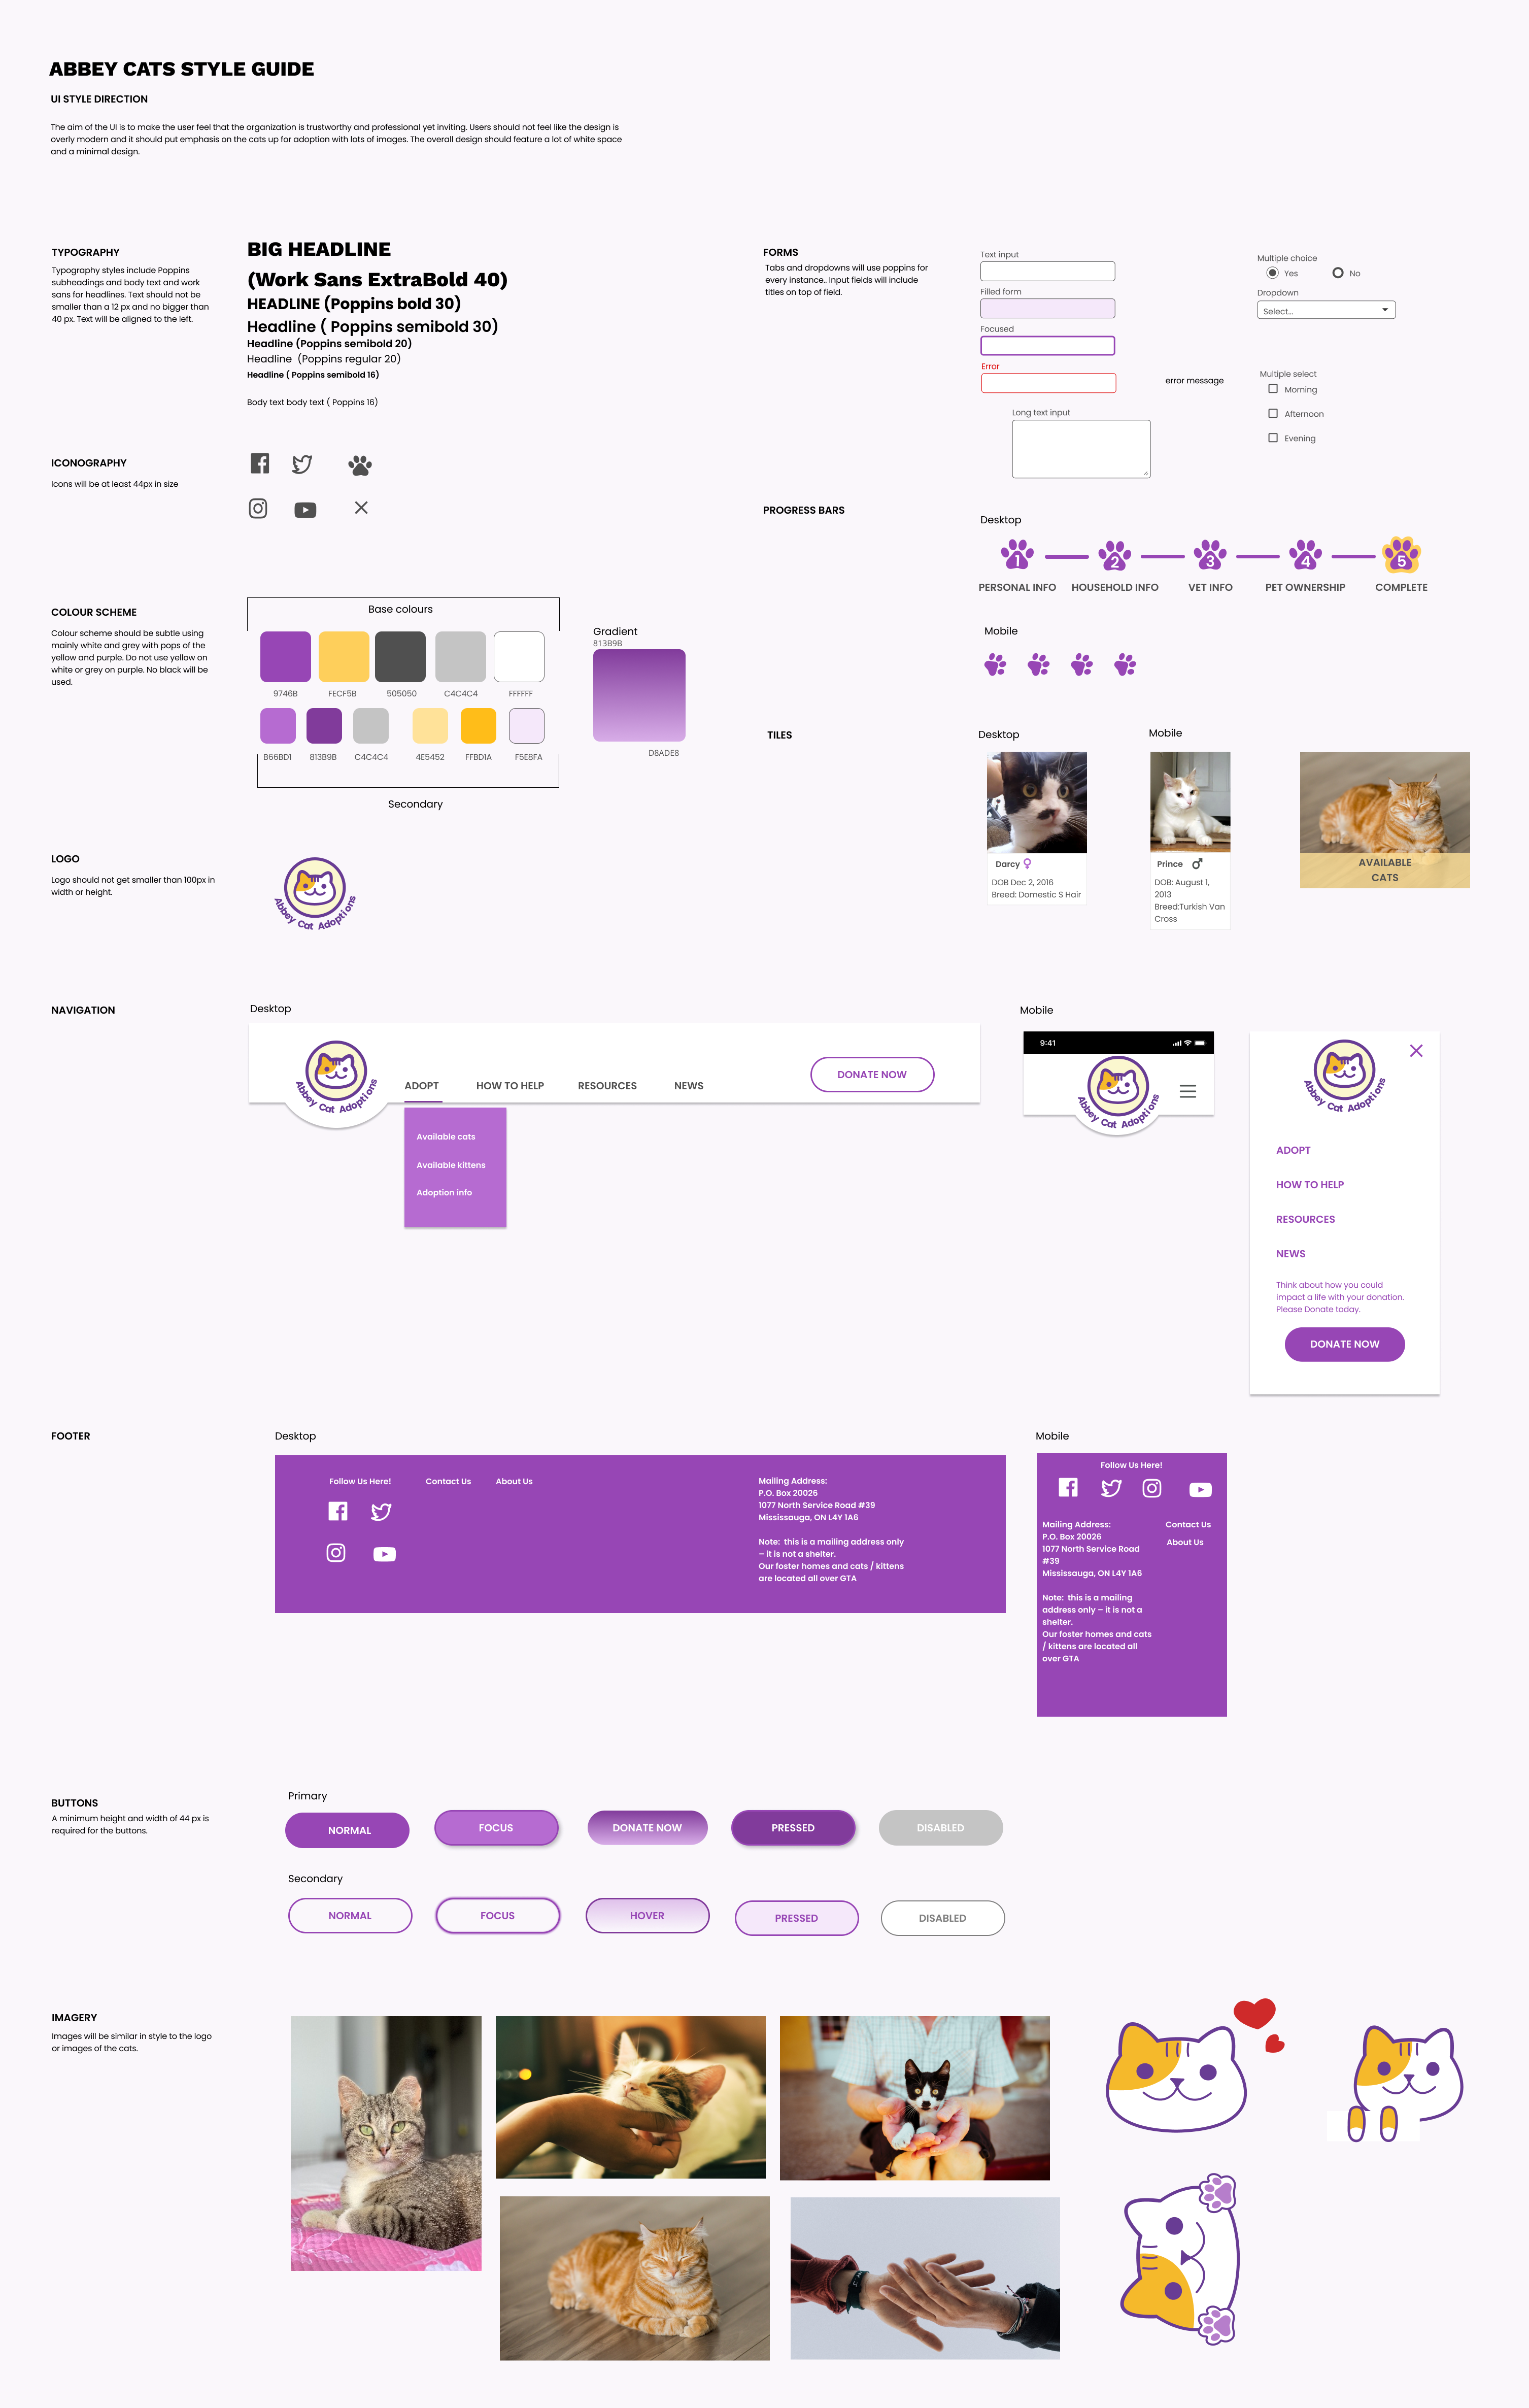 ABBEY CATS STYLE GUIDE
UI STYLE DIRECTION
The aim of the UI is to make the user feel that the organization is trustworthy and professional yet inviting. Users should not feel like the design is
overly modern and it should put emphasis on the cats up for adoption with lots of images. The overall design should feature a lot of white space
and a minimal design.
TYPOGRAPHY
Typography styles include Poppins
subheadings and body text and work
sans for headlines. Text should not be
smaller than a 12 px and no bigger than
40 px. Text will be aligned to the left.
BIG HEADLINE
(Work Sans ExtraBold 40)
HEADLINE (Poppins bold 30)
Headline ( Poppins semibold 30)
Headline (Poppins semibold 20)
Headline  (Poppins regular 20)
Headline ( Poppins semibold 16)
Body text body text ( Poppins 16)
FORMS
Tabs and dropdowns will use poppins for
every instance.. Input fields will include
titles on top of field.
Text input
Filled form
Focused
Error
error message
Long text input
Multiple choice
Yes
No
Dropdown
Select...
Multiple select
Morning
Afternoon
Evening
ICONOGRAPHY
Icons will be at least 44px in size
PROGRESS BARS
Desktop
1
2
3
4
5
PERSONAL INFO
HOUSEHOLD INFO
VET INFO
PET OWNERSHIP
COMPLETE
Mobile
COLOUR SCHEME
Colour scheme should be subtle using
mainly white and grey with pops of the
yellow and purple. Do not use yellow on
white or grey on purple. No black will be
used.
Base colours
9746B
FECF5B
505050
C4C4C4
FFFFFF
B66BD1
813B9B
C4C4C4
4E5452
FFBD1A
F5E8FA
Secondary
Gradient
813B9B
D8ADE8
TILES
Desktop
Darcy
DOB Dec 2, 2016
Breed: Domestic S Hair
Mobile
Prince
DOB: August 1,
2013
Breed:Turkish Van
Cross
AVAILABLE
CATS
LOGO
Logo should not get smaller than 100px in
width or height.
Abbey Cat Adoptions
NAVIGATION
Desktop
Abbey Cat Adoptions
ADOPT
HOW TO HELP
RESOURCES
NEWS
DONATE NOW
Available cats
Available kittens
Adoption info
Mobile
9:41
Abbey Cat Adoptions
Abbey Cat Adoptions
ADOPT
HOW TO HELP
RESOURCES
NEWS
Think about how you could
impact a life with your donation.
Please Donate today.
DONATE NOW
FOOTER
Desktop
Follow Us Here!
Contact Us
About Us
Mailing Address:
P.O. Box 20026
1077 North Service Road #39
Mississauga, ON L4Y 1A6
Note:  this is a mailing address only
– it is not a shelter.
Our foster homes and cats / kittens
are located all over GTA
Mobile
Follow Us Here!
Mailing Address:
P.O. Box 20026
1077 North Service Road
#39
Mississauga, ON L4Y 1A6
Note:  this is a mailing
address only – it is not a
shelter.
Our foster homes and cats
/ kittens are located all
over GTA
Contact Us
About Us
BUTTONS
A minimum height and width of 44 px is
required for the buttons.
Primary
NORMAL
FOCUS
DONATE NOW
PRESSED
DISABLED
Secondary
NORMAL
FOCUS
HOVER
PRESSED
DISABLED
IMAGERY
Images will be similar in style to the logo
or images of the cats.